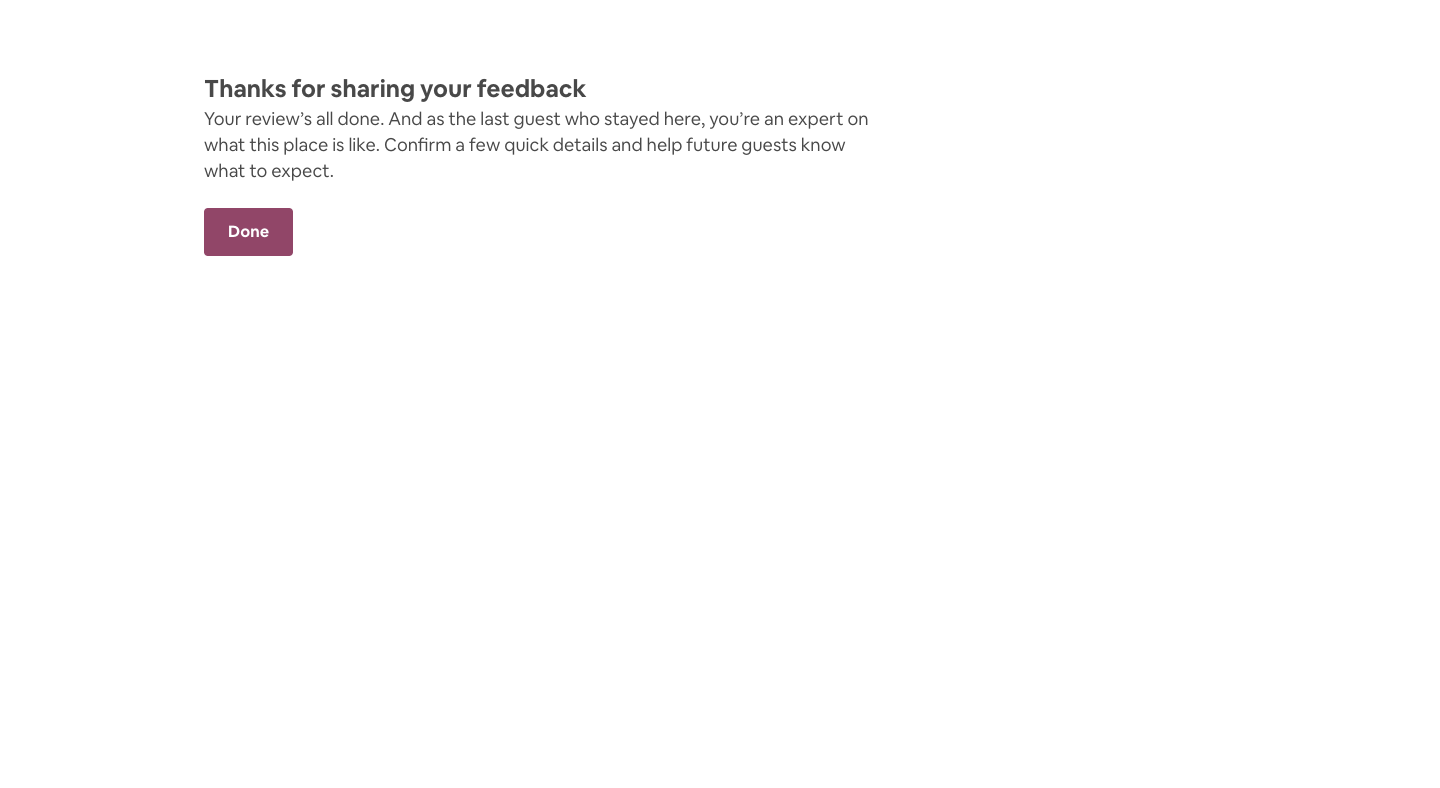 Thanks for sharing your feedback
Your review’s all done. And as the last guest who stayed here, you’re an expert on
what this place is like. Confirm a few quick details and help future guests know
what to expect.
Done